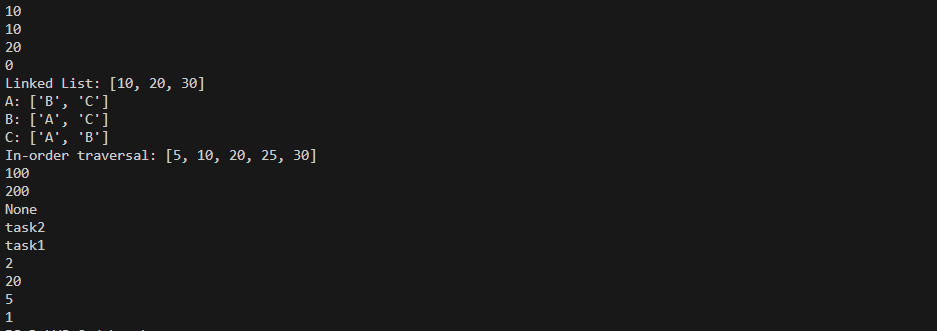 10
10
20
0
Linked List: [10, 20, 30]
A: ['B', 'C']
B: ['A', 'C']
C: ['A', 'B']
In-order traversal: [5, 10, 20, 25, 30]
100
200
None
task2
task1
2
20
5
1